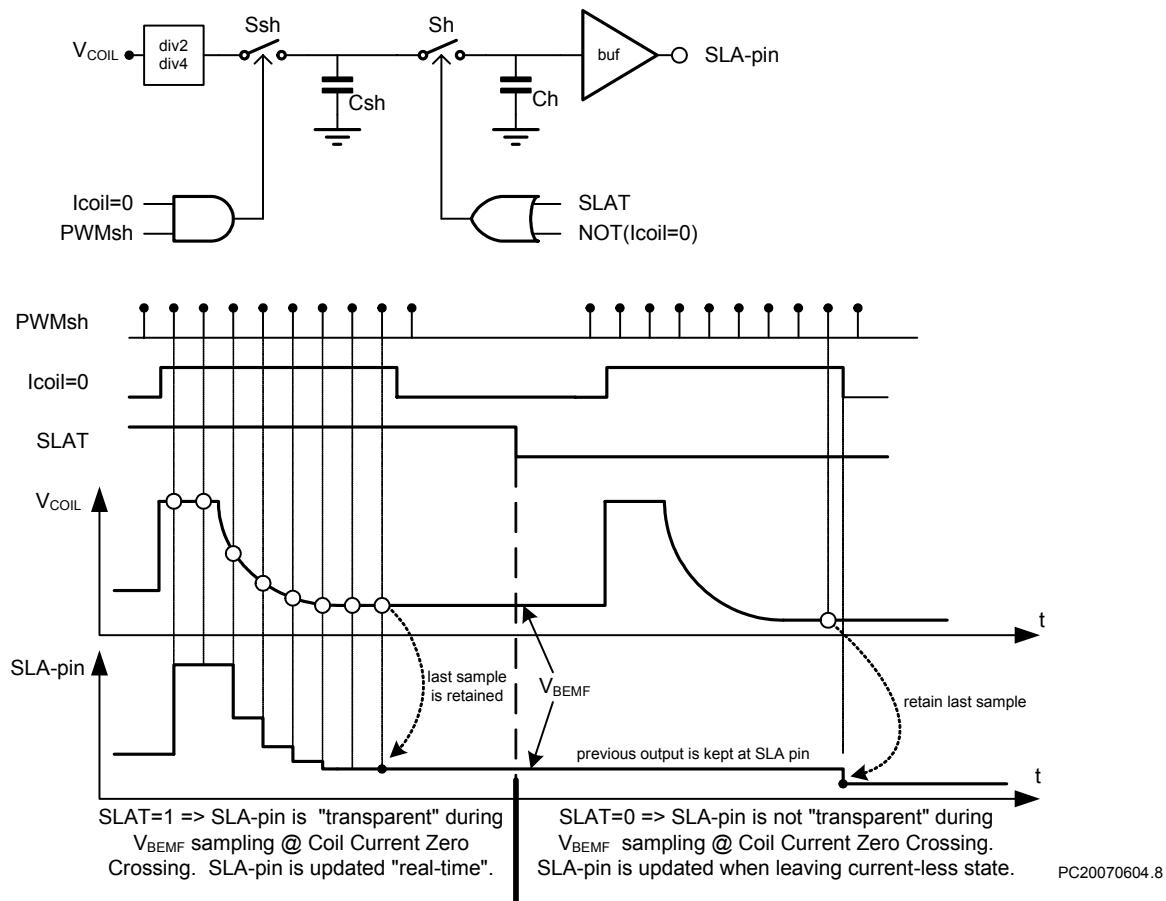 Ssh
Sh
V_COIL
div2
div4
buf
SLA-pin
Csh
Ch
Icoil=0
PWMsh
SLAT
NOT(Icoil=0)
PWMsh
Icoil=0
SLAT
V_COIL
t
SLA-pin
last sample
is retained
V_BEMF
retain last sample
previous output is kept at SLA pin
t
SLAT=1 => SLA-pin is "transparent" during
V_BEMF sampling @ Coil Current Zero
Crossing. SLA-pin is updated "real-time".
SLAT=0 => SLA-pin is not "transparent" during
V_BEMF sampling @ Coil Current Zero Crossing.
SLA-pin is updated when leaving current-less state.
PC20070604.8